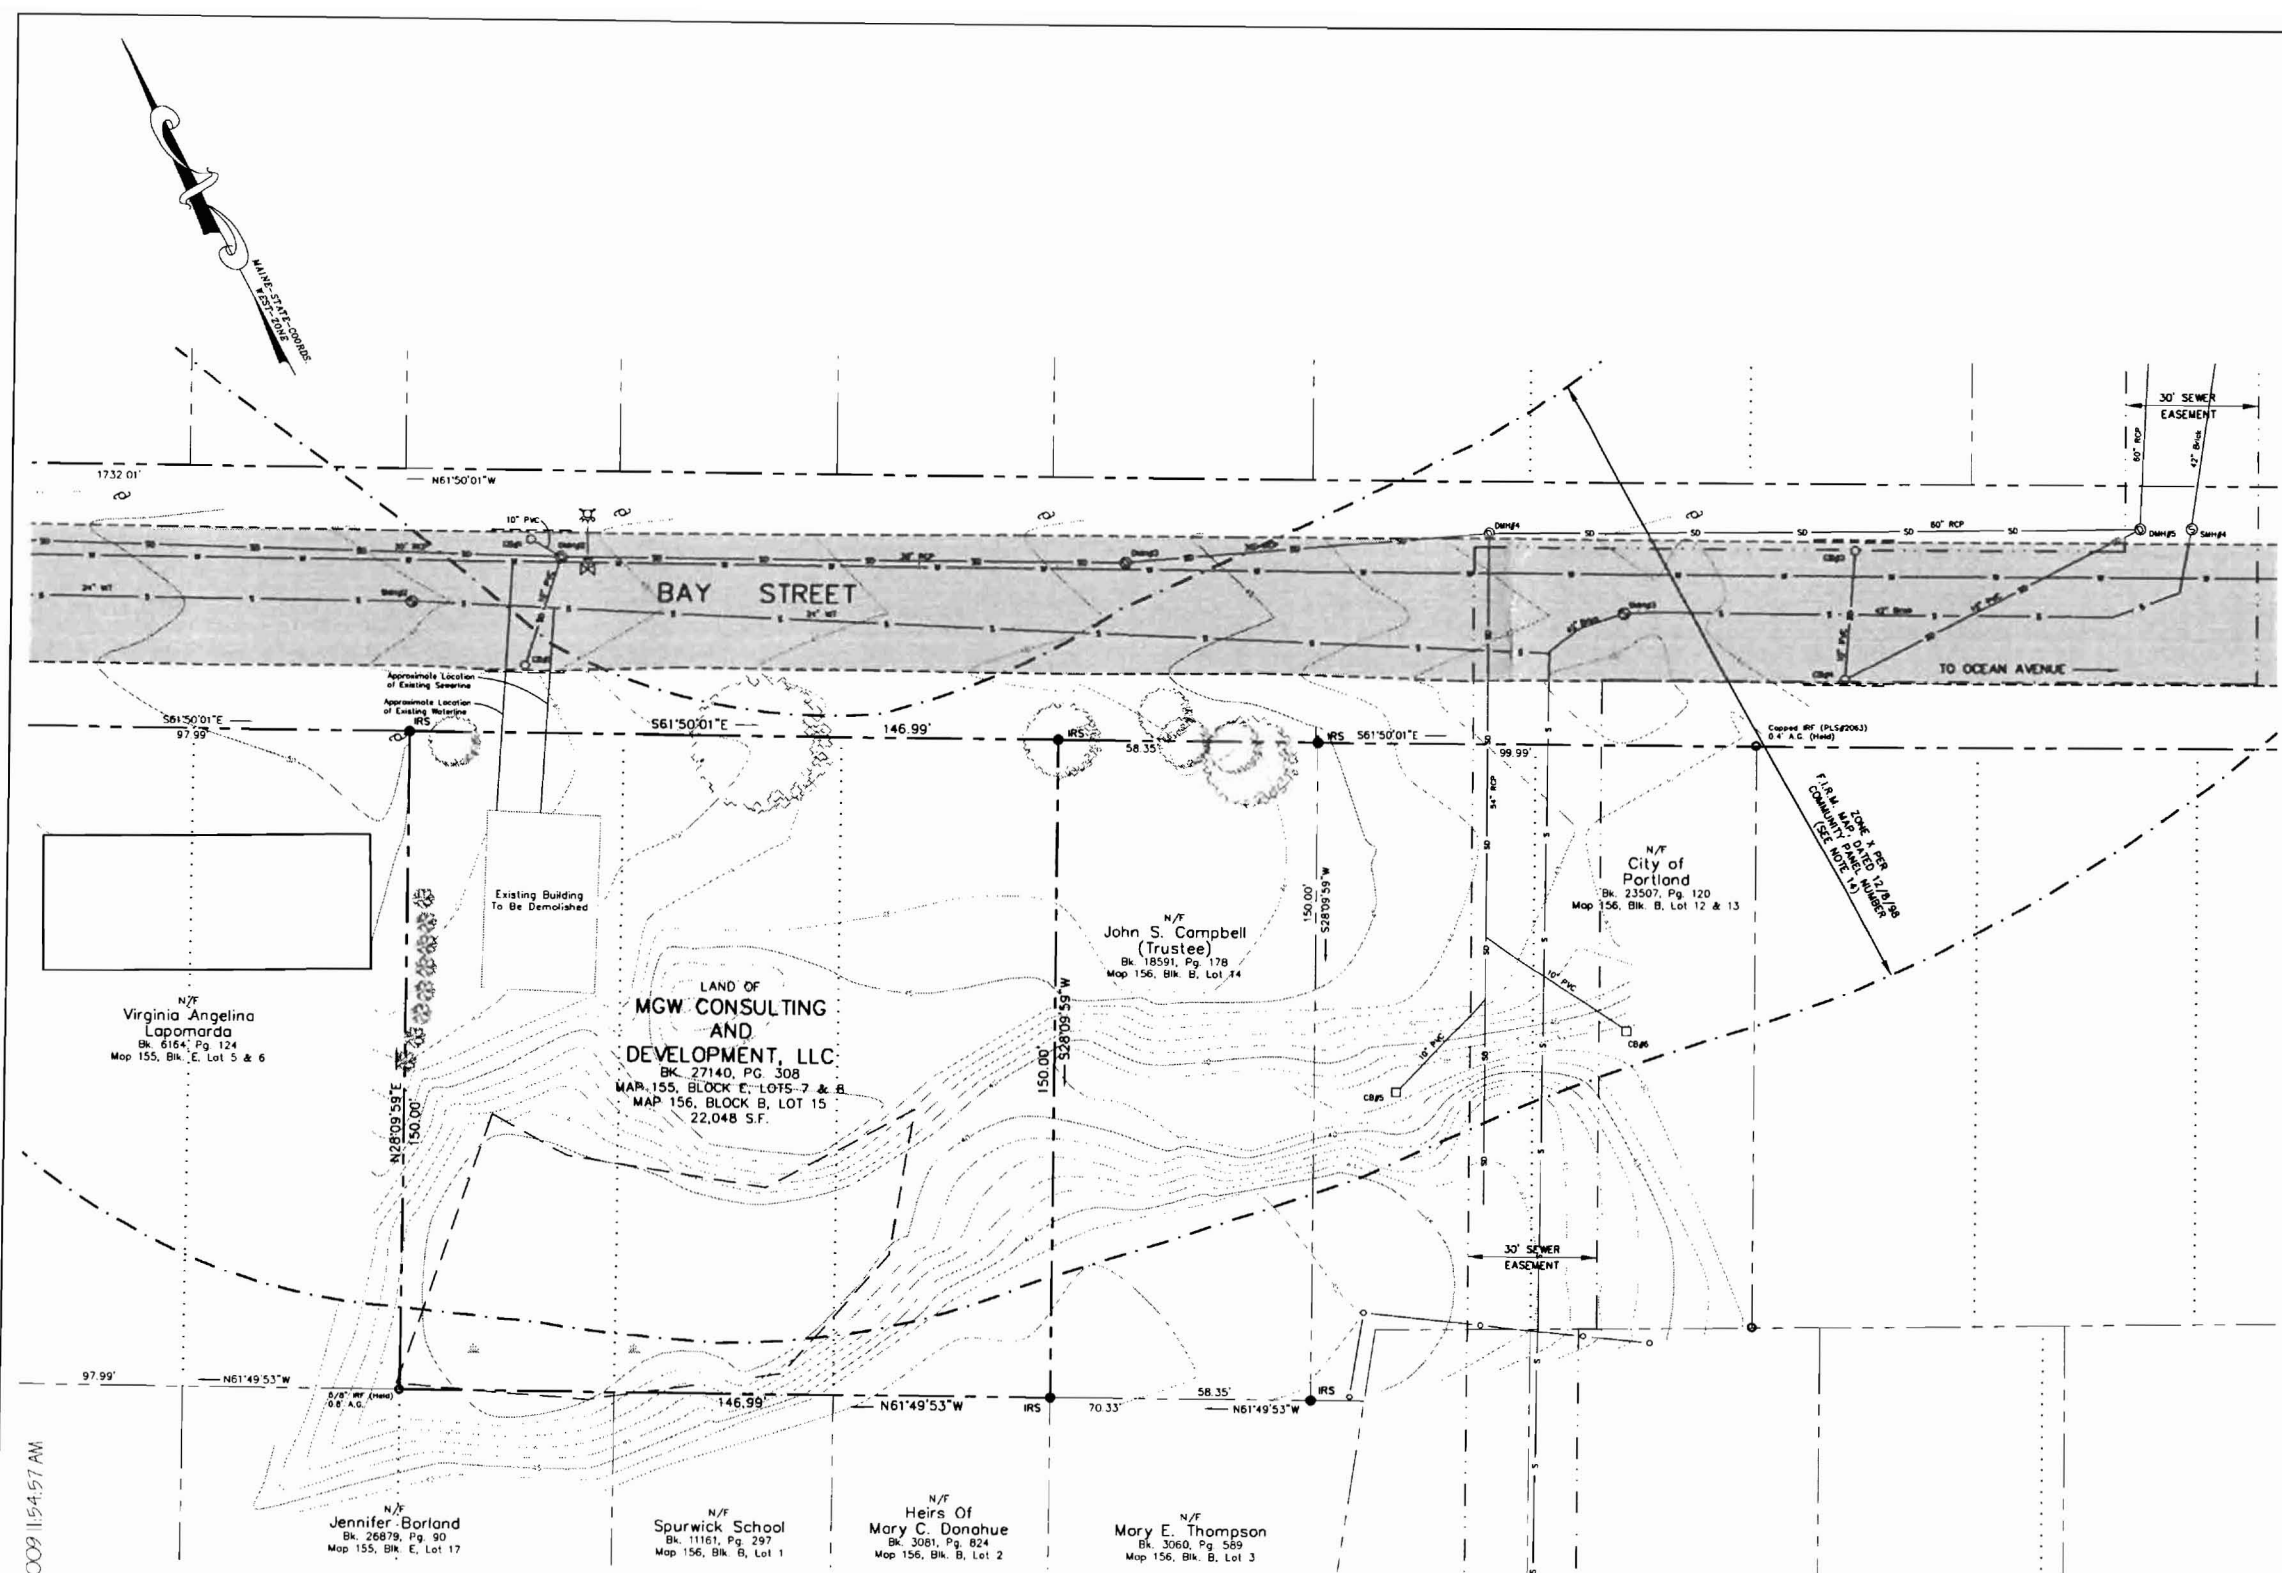 MAINE-STATE-COORDS.
WEST-ZONE
30' SEWER
EASEMENT
60" RCP
42" Brick
1732.01'
N61°50'01"W
10" PVC
DMH#4
SD
60" RCP
DMH#5
SMH#4
24" WT
BAY STREET
24" WT
TO OCEAN AVENUE
Approximate Location
of Existing Sewerline
Approximate Location
of Existing Waterline
S61°50'01"E
97.99'
IRS
S61°50'01"E
146.99'
IRS
58.35'
IRS
S61°50'01"E
99.99'
Capped IRF (PLS#2063)
0.4' A.G. (Held)
54" RCP
ZONE X PER
F.I.R.M. MAP, DATED 12/8/98
COMMUNITY PANEL NUMBER
(SEE NOTE 14)
N/F
City of
Portland
Bk. 23507, Pg. 120
Map 156, Blk. B, Lot 12 & 13
Existing Building
To Be Demolished
150.00'
S28°09'59"W
N/F
John S. Campbell
(Trustee)
Bk. 18591, Pg. 178
Map 156, Blk. B, Lot 14
LAND OF
MGW CONSULTING
AND
DEVELOPMENT, LLC
BK. 27140, PG. 308
MAP 155, BLOCK E, LOTS 7 & 8
MAP 156, BLOCK B, LOT 15
22,048 S.F.
N/F
Virginia Angelina
Lapomarda
Bk. 6164, Pg. 124
Map 155, Blk. E, Lot 5 & 6
10" PVC
CB#6
10" PVC
CB#5
N28°09'59"E
150.00'
150.00'
S28°09'59"W
30' SEWER
EASEMENT
97.99'
N61°49'53"W
5/8" IRF (Held)
0.8' A.G.
146.99'
N61°49'53"W
IRS
70.33'
58.35'
N61°49'53"W
IRS
N/F
Jennifer Borland
Bk. 26879, Pg. 90
Map 155, Blk. E, Lot 17
N/F
Spurwick School
Bk. 11161, Pg. 297
Map 156, Blk. B, Lot 1
N/F
Heirs Of
Mary C. Donahue
Bk. 3081, Pg. 824
Map 156, Blk. B, Lot 2
N/F
Mary E. Thompson
Bk. 3060, Pg. 589
Map 156, Blk. B, Lot 3
009 11:54:57 AM